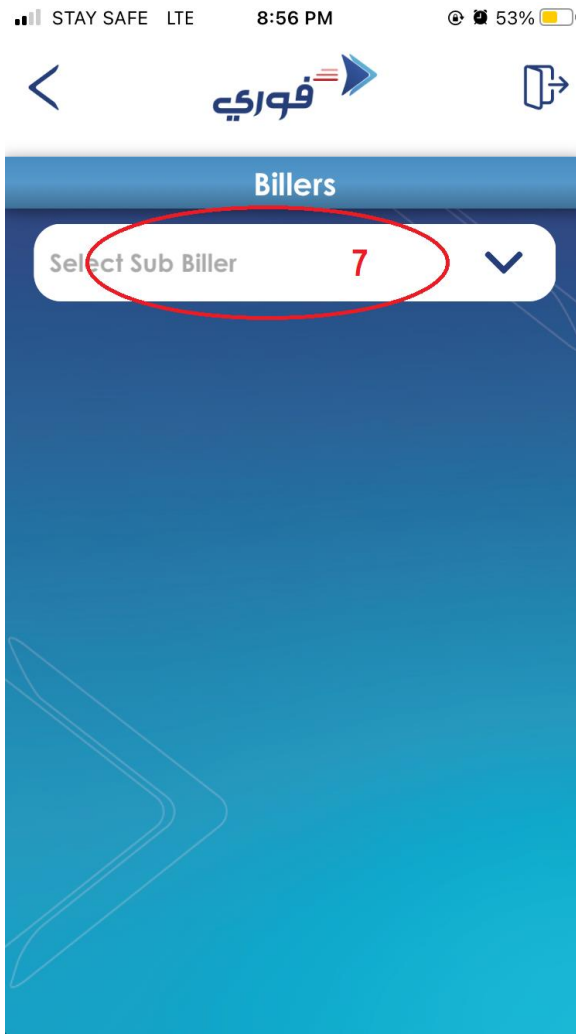 STAY SAFE LTE 8:56 PM 53%
فوري
Billers
Select Sub Biller 7